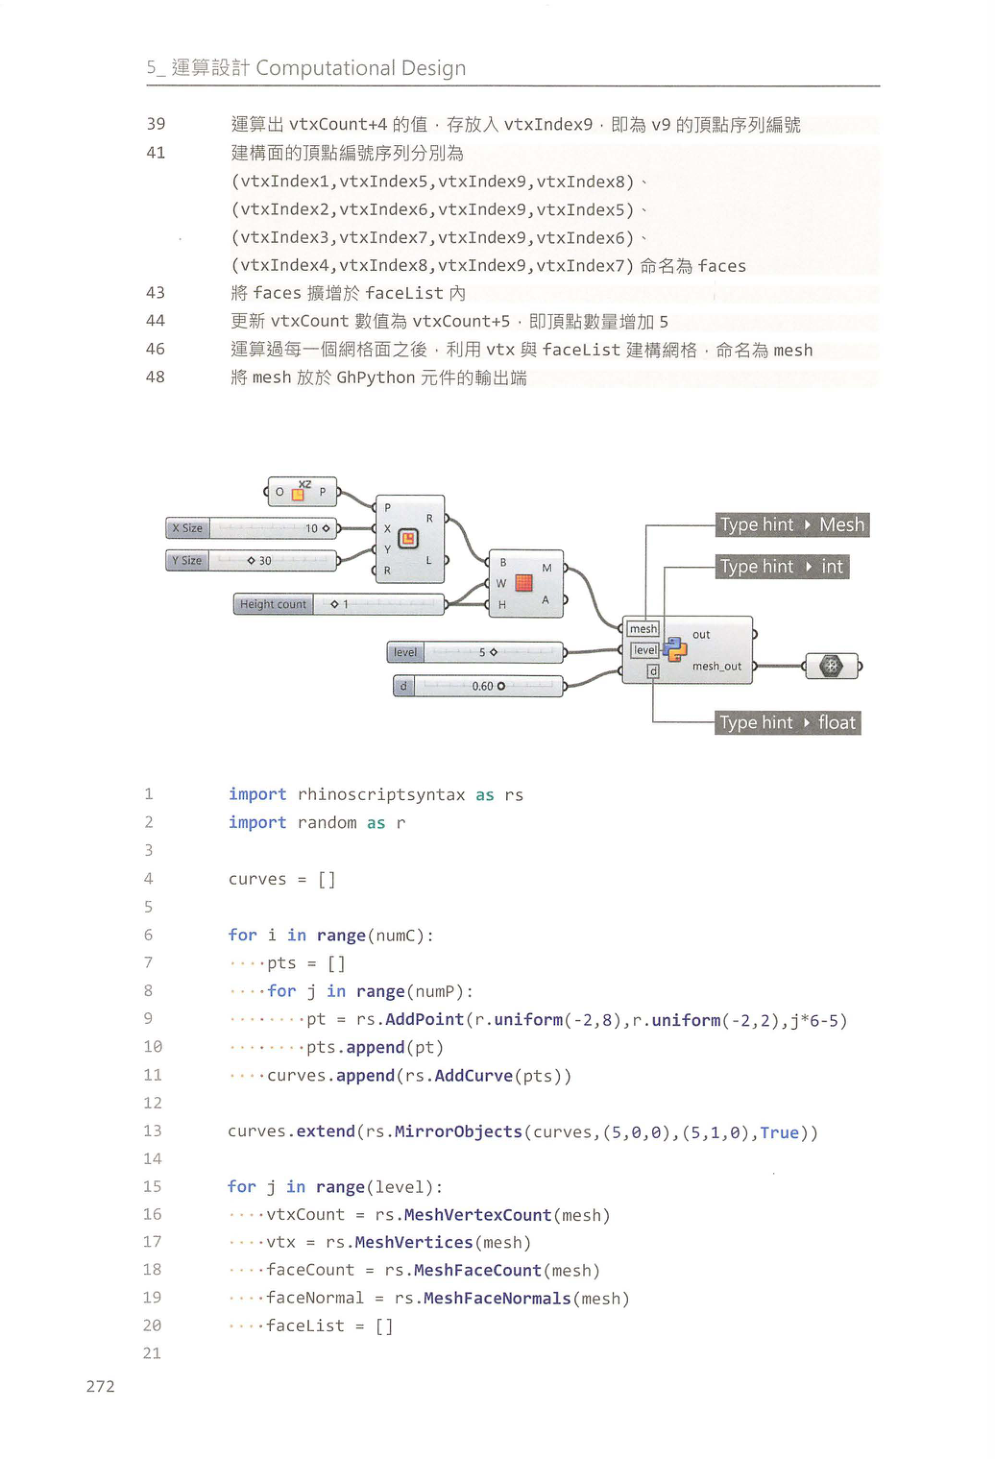 5_ 運算設計 Computational Design
39 運算出 vtxCount+4 的值，存放入 vtxIndex9，即為 v9 的頂點序列編號
41 建構面的頂點編號序列分別為
(vtxIndex1,vtxIndex5,vtxIndex9,vtxIndex8)、
(vtxIndex2,vtxIndex6,vtxIndex9,vtxIndex5)、
(vtxIndex3,vtxIndex7,vtxIndex9,vtxIndex6)、
(vtxIndex4,vtxIndex8,vtxIndex9,vtxIndex7) 命名為 faces
43 將 faces 擴增於 faceList 內
44 更新 vtxCount 數值為 vtxCount+5，即頂點數量增加 5
46 運算過每一個網格面之後，利用 vtx 與 faceList 建構網格，命名為 mesh
48 將 mesh 放於 GhPython 元件的輸出端
O XZ P
X Size 10
Y Size 30
Height count 1
P X Y R R L
B W H M A
level 5
d 0.60
mesh level d out mesh_out
Type hint ▸ Mesh
Type hint ▸ int
Type hint ▸ float
1 import rhinoscriptsyntax as rs
2 import random as r
3
4 curves = []
5
6 for i in range(numC):
7 ····pts = []
8 ····for j in range(numP):
9 ········pt = rs.AddPoint(r.uniform(-2,8),r.uniform(-2,2),j*6-5)
10 ········pts.append(pt)
11 ····curves.append(rs.AddCurve(pts))
12
13 curves.extend(rs.MirrorObjects(curves,(5,0,0),(5,1,0),True))
14
15 for j in range(level):
16 ····vtxCount = rs.MeshVertexCount(mesh)
17 ····vtx = rs.MeshVertices(mesh)
18 ····faceCount = rs.MeshFaceCount(mesh)
19 ····faceNormal = rs.MeshFaceNormals(mesh)
20 ····faceList = []
21
272